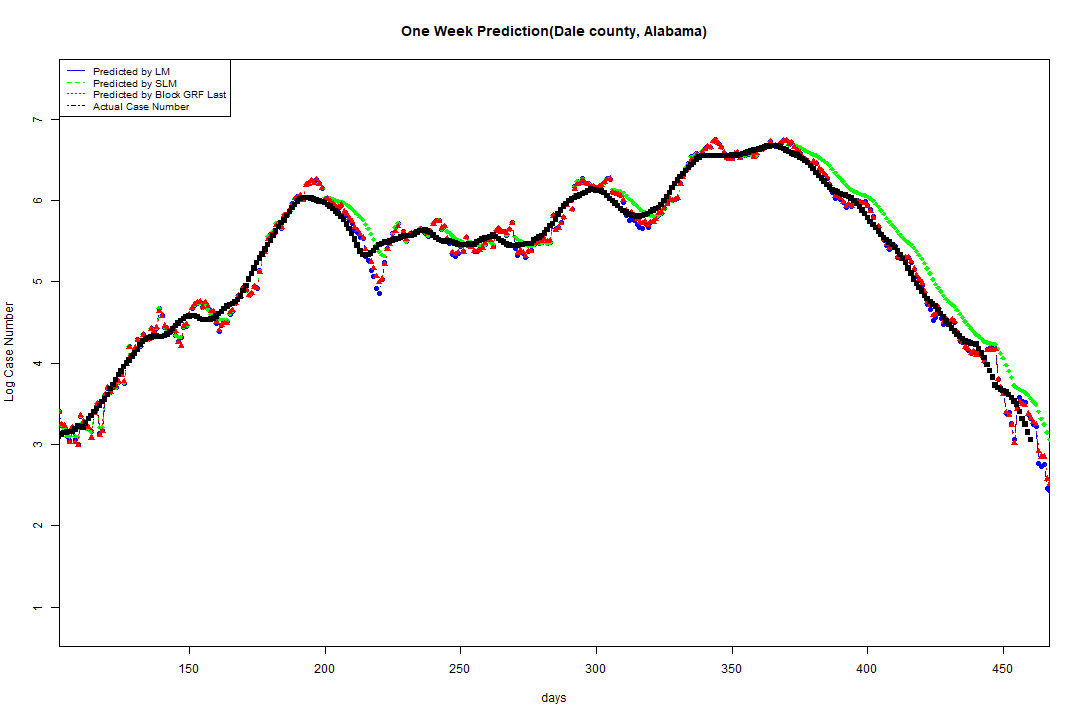 One Week Prediction(Dale county, Alabama)
Predicted by LM
Predicted by SLM
Predicted by Block GRF Last
Actual Case Number
7
6
5
4
3
2
1
Log Case Number
150 200 250 300 350 400 450
days